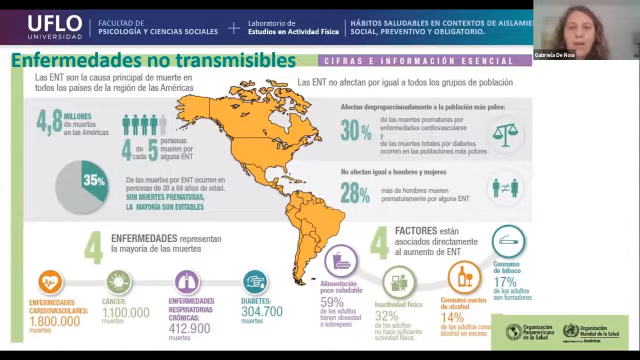 UFLO
UNIVERSIDAD
FACULTAD DE
PSICOLOGÍA Y CIENCIAS SOCIALES
Laboratorio de
Estudios en Actividad Física
HÁBITOS SALUDABLES EN CONTEXTOS DE AISLAMIE
SOCIAL, PREVENTIVO Y OBLIGATORIO.
Enfermedades no transmisibles
CIFRAS E INFORMACIÓN ESENCIAL
Las ENT son la causa principal de muerte en
todos los países de la región de las Américas
4,8 MILLONES
de muertes
en las Américas
4 de cada 5
personas
mueren por
alguna ENT
35%
De las muertes por ENT ocurren en
personas de 30 a 69 años de edad.
SON MUERTES PREMATURAS,
LA MAYORÍA SON EVITABLES
Las ENT no afectan por igual a todos los grupos de población
Afectan desproporcionadamente a la población más pobre:
30%
de las muertes prematuras por
enfermedades cardiovasculares
y
de las muertes totales por diabetes
ocurren en las poblaciones más pobres
No afectan igual a hombres y mujeres
28%
más de hombres mueren
prematuramente por alguna ENT
4 ENFERMEDADES representan
la mayoría de las muertes
ENFERMEDADES
CARDIOVASCULARES:
1.800.000
muertes
CÁNCER:
1,100,000
muertes
ENFERMEDADES
RESPIRATORIAS
CRÓNICAS:
412.900
muertes
DIABETES:
304.700
muertes
4 FACTORES están
asociados directamente
al aumento de ENT
Alimentación
poco saludable
59%
de los adultos
tienen obesidad
o sobrepeso
Inactividad física
32%
de los adultos
no hace suficiente
actividad física
Consumo nocivo
de alcohol
14%
de los adultos
alcohol en exceso
Consumo
de tabaco
17%
de los adultos
son fumadores
Organización
Panamericana
de la Salud
Organización
Mundial de la Salud
Américas
Gabriela De Roia